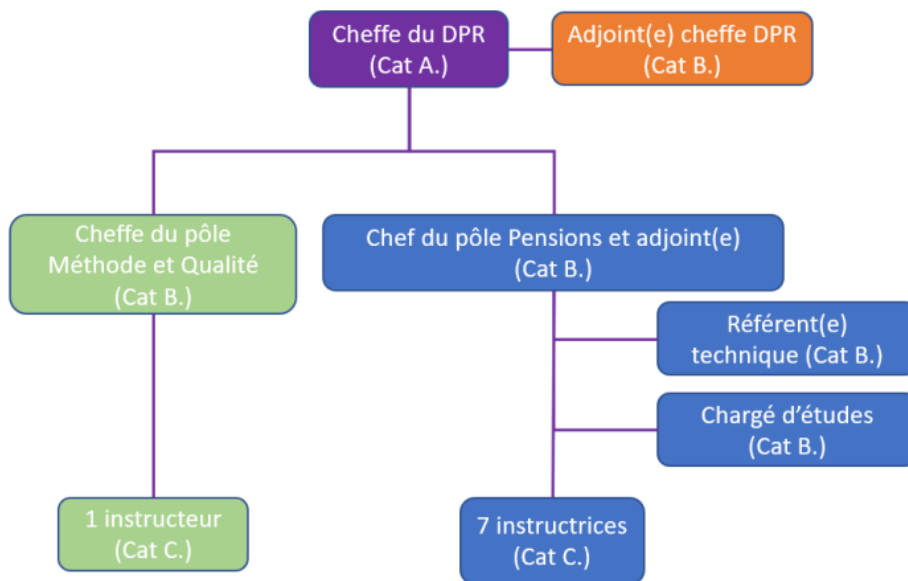 Cheffe du DPR
(Cat A.)
Adjoint(e) cheffe DPR
(Cat B.)
Cheffe du pôle
Méthode et Qualité
(Cat B.)
Chef du pôle Pensions et adjoint(e)
(Cat B.)
Référent(e)
technique (Cat B.)
Chargé d’études
(Cat B.)
1 instructeur
(Cat C.)
7 instructrices
(Cat C.)